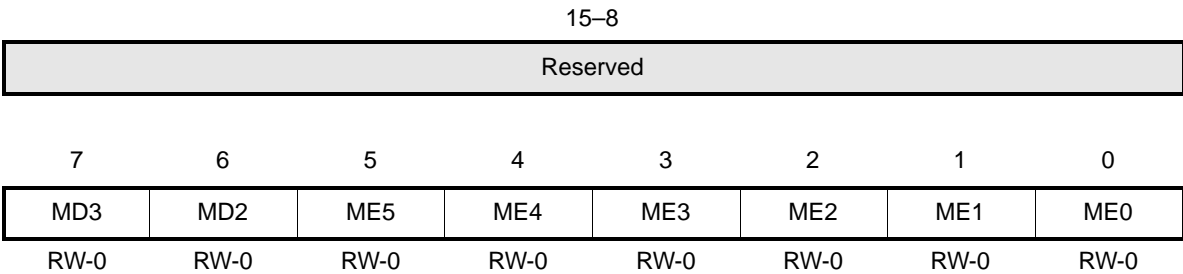 15–8
Reserved
7 6 5 4 3 2 1 0
MD3 MD2 ME5 ME4 ME3 ME2 ME1 ME0
RW-0 RW-0 RW-0 RW-0 RW-0 RW-0 RW-0 RW-0